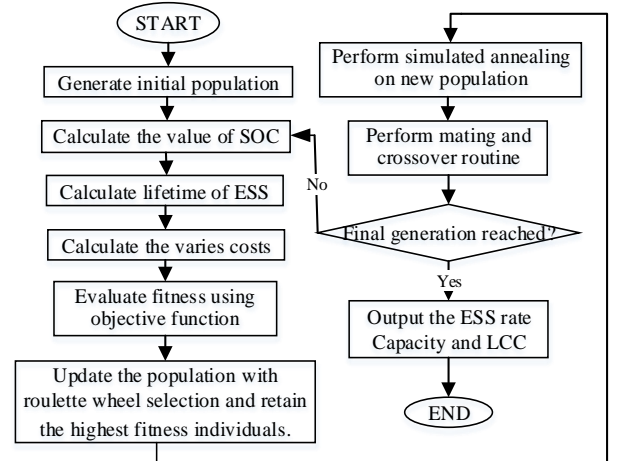 START
Generate initial population
Calculate the value of SOC
Calculate lifetime of ESS
Calculate the varies costs
Evaluate fitness using
objective function
Update the population with
roulette wheel selection and retain
the highest fitness individuals.
Perform simulated annealing
on new population
Perform mating and
crossover routine
Final generation reached?
No
Yes
Output the ESS rate
Capacity and LCC
END